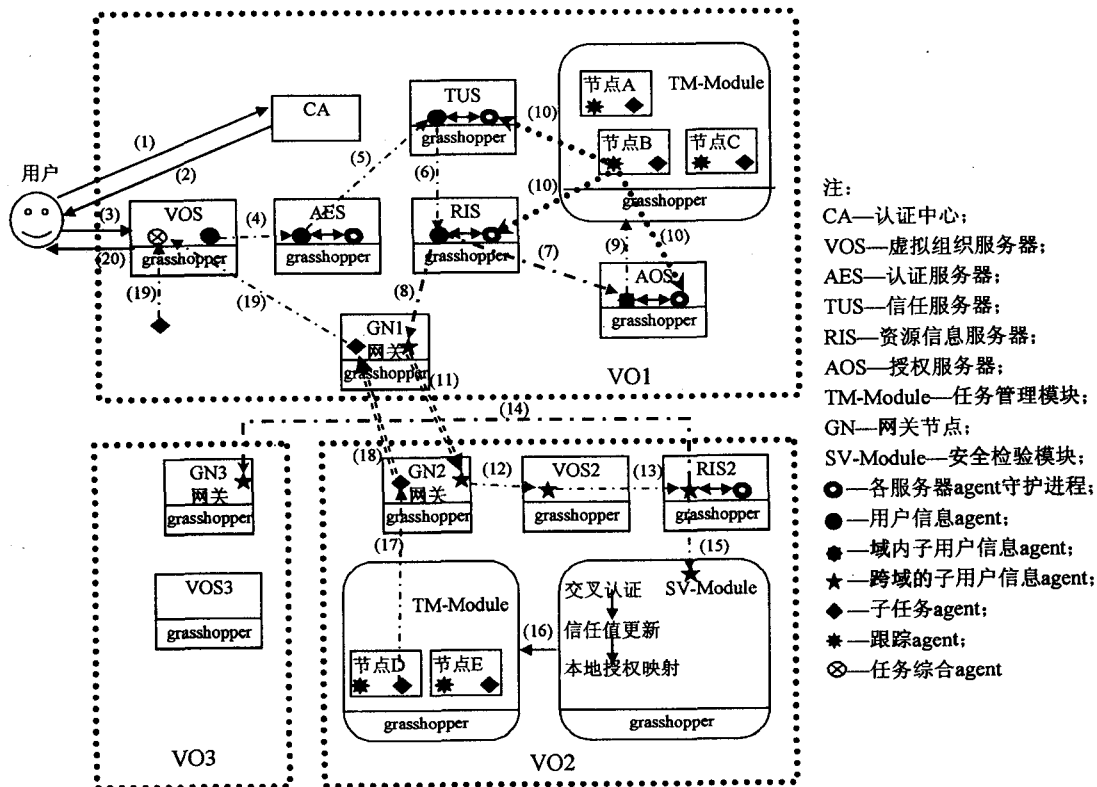 TUS
grasshopper
TM-Module
节点A
节点B
节点C
grasshopper
CA
(1)
(2)
(5)
(10)
(6)
(10)
(10)
用户
(3)
VOS
(4)
AES
RIS
(20)
grasshopper
grasshopper
grasshopper
(7)
(9)
AOS
grasshopper
(19)
(19)
(8)
GN1
网关
grasshopper
(11)
VO1
(14)
GN3
网关
grasshopper
VOS3
grasshopper
VO3
(18)
GN2
网关
grasshopper
(12)
VOS2
grasshopper
(13)
RIS2
grasshopper
(17)
(15)
TM-Module
节点D
节点E
grasshopper
(16)
SV-Module
交叉认证
信任值更新
本地授权映射
grasshopper
VO2
注:
CA—认证中心;
VOS—虚拟组织服务器;
AES—认证服务器;
TUS—信任服务器;
RIS—资源信息服务器;
AOS—授权服务器;
TM-Module—任务管理模块;
GN—网关节点;
SV-Module—安全检验模块;
—各服务器agent守护进程;
—用户信息agent;
—域内子用户信息agent;
—跨域的子用户信息agent;
—子任务agent;
—跟踪agent;
—任务综合agent